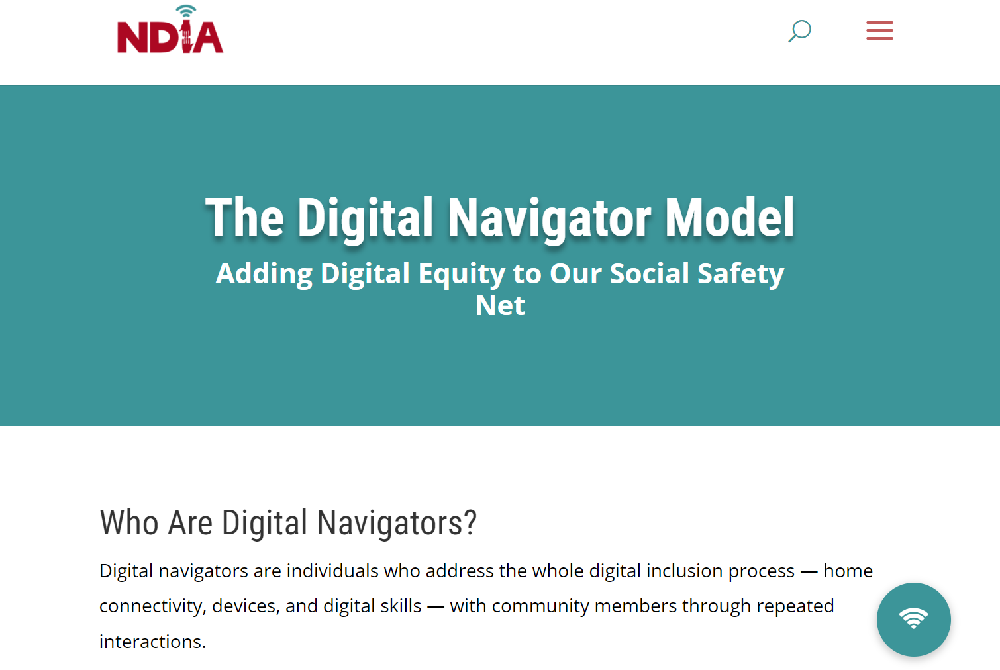 NDIA
The Digital Navigator Model
Adding Digital Equity to Our Social Safety
Net
Who Are Digital Navigators?
Digital navigators are individuals who address the whole digital inclusion process — home
connectivity, devices, and digital skills — with community members through repeated
interactions.